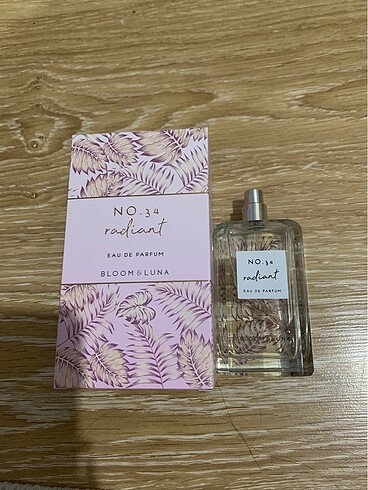 NO.34
radiant
EAU DE PARFUM
BLOOM & LUNA
NO.34
radiant
EAU DE PARFUM